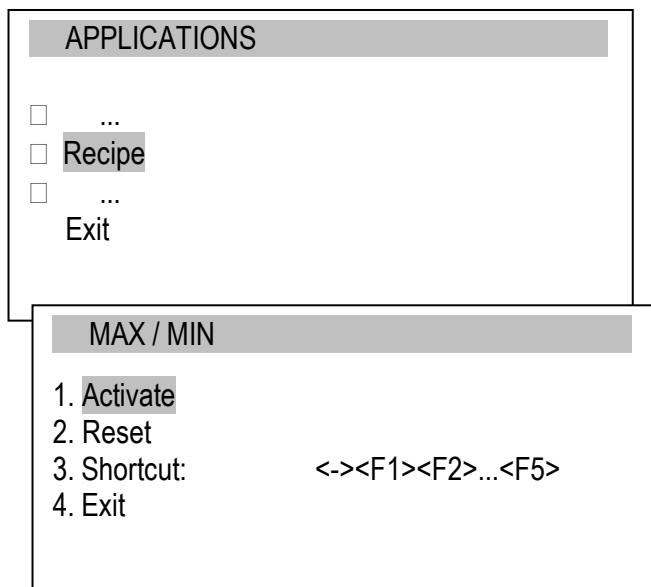 APPLICATIONS
...
Recipe
...
Exit
MAX / MIN
1. Activate
2. Reset
3. Shortcut: <-><F1><F2>...<F5>
4. Exit